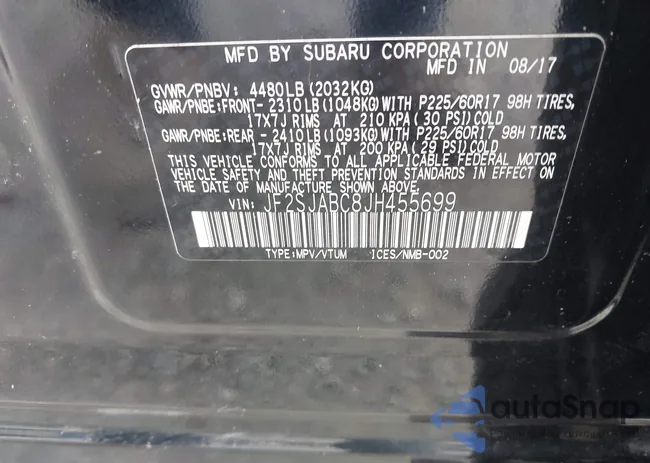 MFD BY SUBARU CORPORATION
MFD IN 08/17
GVWR/PNBV: 4480LB(2032KG)
GAWR/PNBE:FRONT- 2310LB(1048KG)WITH P225/60R17 98H TIRES,
17X7J RIMS AT 210 KPA(30 PSI)COLD
GAWR/PNBE:REAR - 2410LB(1093KG)WITH P225/60R17 98H TIRES,
17X7J RIMS AT 200 KPA(29 PSI)COLD
THIS VEHICLE CONFORMS TO ALL APPLICABLE FEDERAL MOTOR
VEHICLE SAFETY AND THEFT PREVENTION STANDARDS IN EFFECT ON
THE DATE OF MANUFACTURE SHOWN ABOVE.
VIN: JF2SJABC8JH455699
TYPE:MPV/VTUM ICES/NMB-002
autoSnap